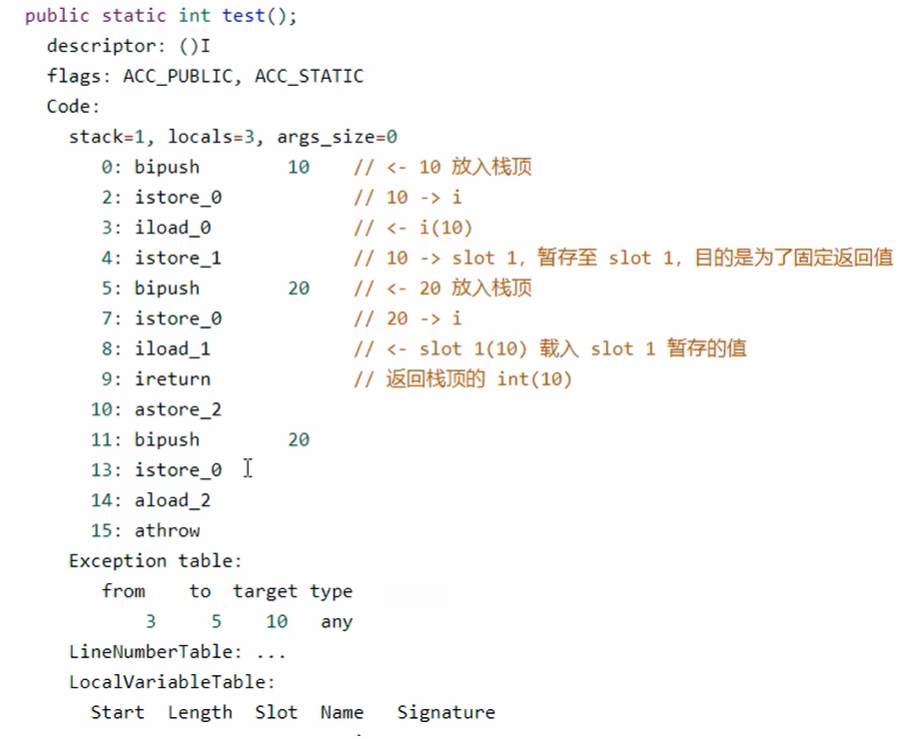 public static int test();
descriptor: ()I
flags: ACC_PUBLIC, ACC_STATIC
Code:
stack=1, locals=3, args_size=0
0: bipush 10 // <- 10 放入栈顶
2: istore_0 // 10 -> i
3: iload_0 // <- i(10)
4: istore_1 // 10 -> slot 1, 暂存至 slot 1, 目的是为了固定返回值
5: bipush 20 // <- 20 放入栈顶
7: istore_0 // 20 -> i
8: iload_1 // <- slot 1(10) 载入 slot 1 暂存的值
9: ireturn // 返回栈顶的 int(10)
10: astore_2
11: bipush 20
13: istore_0
14: aload_2
15: athrow
Exception table:
from to target type
3 5 10 any
LineNumberTable: ...
LocalVariableTable:
Start Length Slot Name Signature